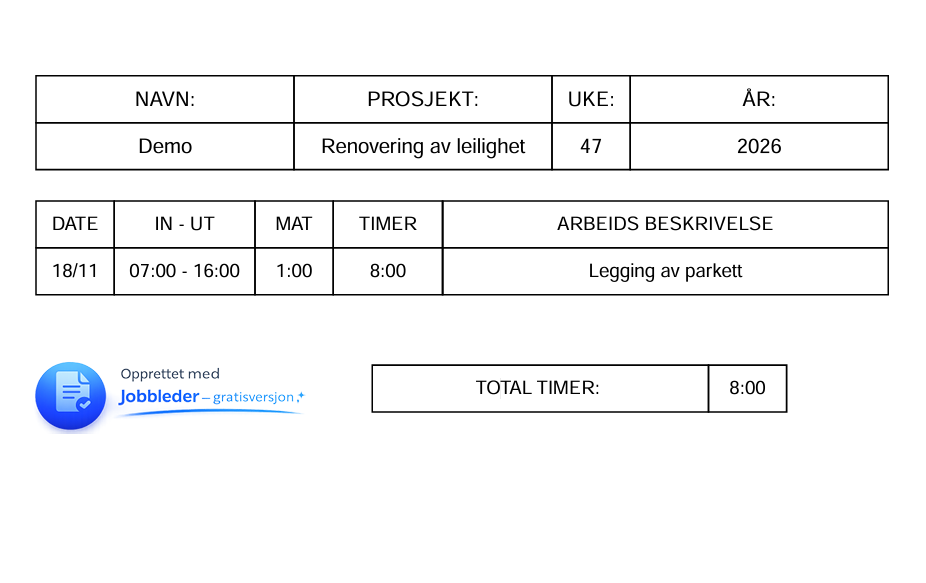 NAVN: PROSJEKT: UKE: ÅR:
Demo Renovering av leilighet 47 2026
DATE IN - UT MAT TIMER ARBEIDS BESKRIVELSE
18/11 07:00 - 16:00 1:00 8:00 Legging av parkett
Opprettet med
Jobbleder – gratisversjon
TOTAL TIMER: 8:00